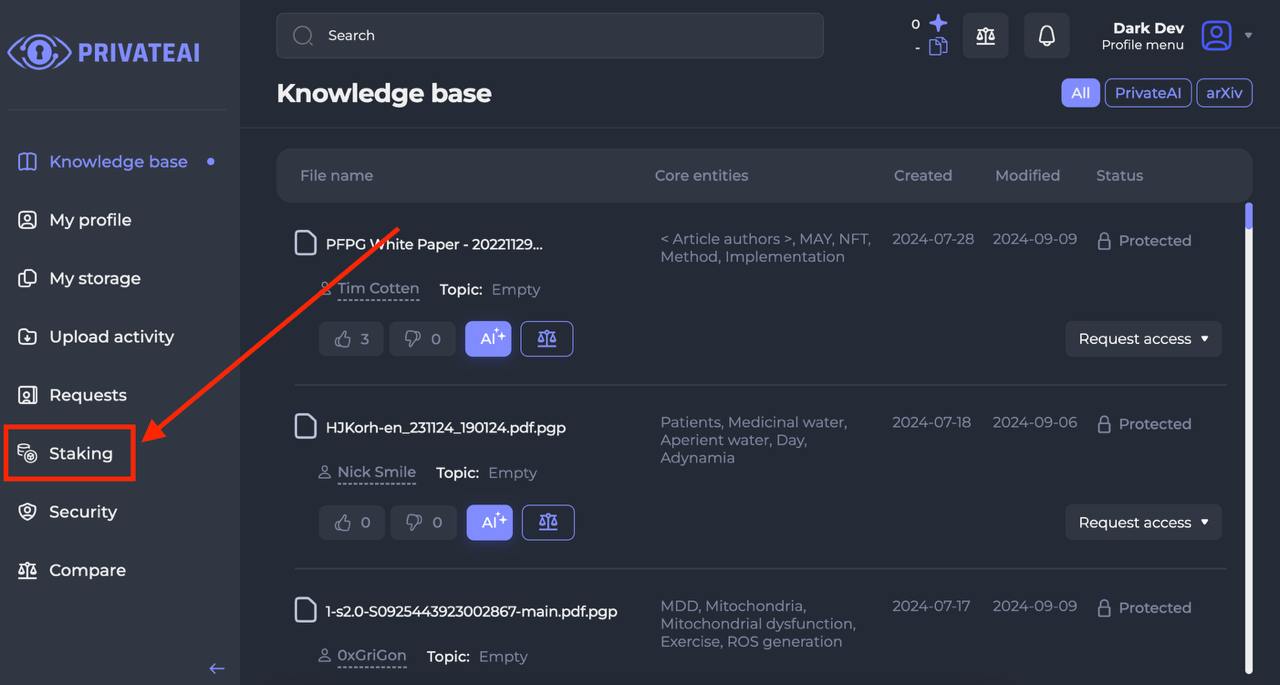 PRIVATEAI
Search
0
-
Dark Dev
Profile menu
Knowledge base
All
PrivateAI
arXiv
Knowledge base
My profile
My storage
Upload activity
Requests
Staking
Security
Compare
File name
Core entities
Created
Modified
Status
PFPG White Paper - 20221129...
< Article authors >, MAY, NFT,
Method, Implementation
2024-07-28
2024-09-09
Protected
Tim Cotten
Topic: Empty
3
0
AI
Request access
HJKorh-en_231124_190124.pdf.pgp
Patients, Medicinal water,
Aperient water, Day,
Adynamia
2024-07-18
2024-09-06
Protected
Nick Smile
Topic: Empty
0
0
AI
Request access
1-s2.0-S0925443923002867-main.pdf.pgp
MDD, Mitochondria,
Mitochondrial dysfunction,
Exercise, ROS generation
2024-07-17
2024-09-09
Protected
0xGriGon
Topic: Empty